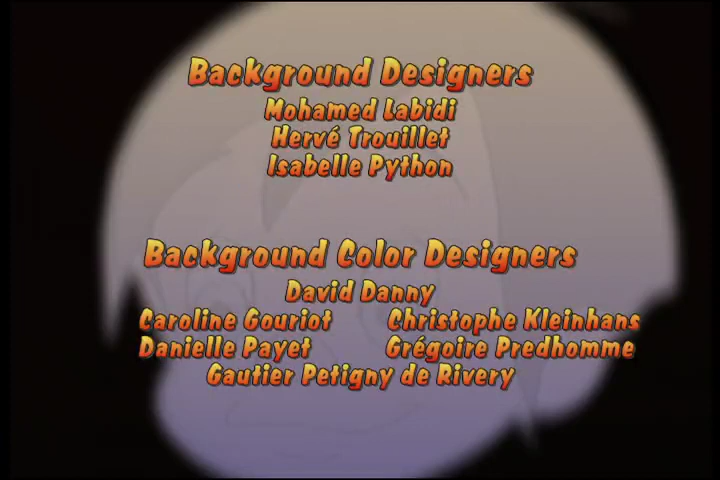 Background Designers
Mohamed Labidi
Hervé Trouillet
Isabelle Python
Background Color Designers
David Danny
Caroline Gouriot Christophe Kleinhans
Danielle Payet Grégoire Predhomme
Gautier Petigny de Rivery